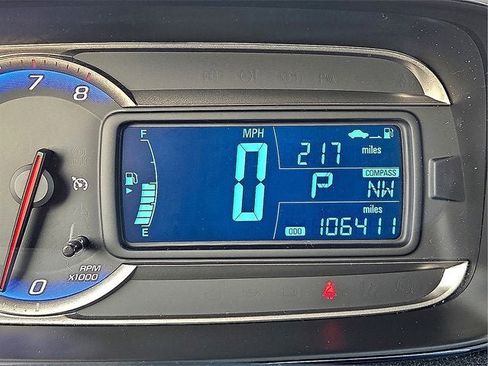 7 8
F MPH
217
miles
COMPASS
0 P NW
E miles
ODO 106411
RPM
X1000
0